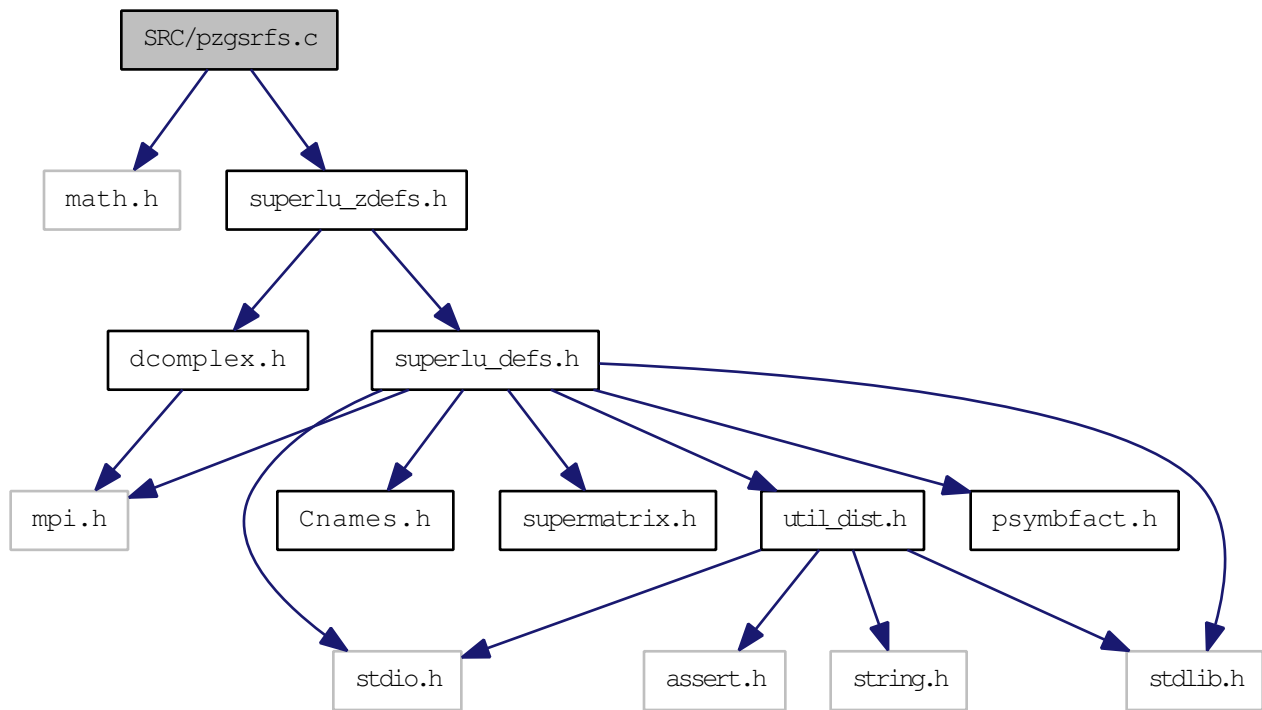 SRC/pzgsrfs.c
math.h
superlu_zdefs.h
dcomplex.h
superlu_defs.h
mpi.h
Cnames.h
supermatrix.h
util_dist.h
psymbfact.h
stdio.h
assert.h
string.h
stdlib.h